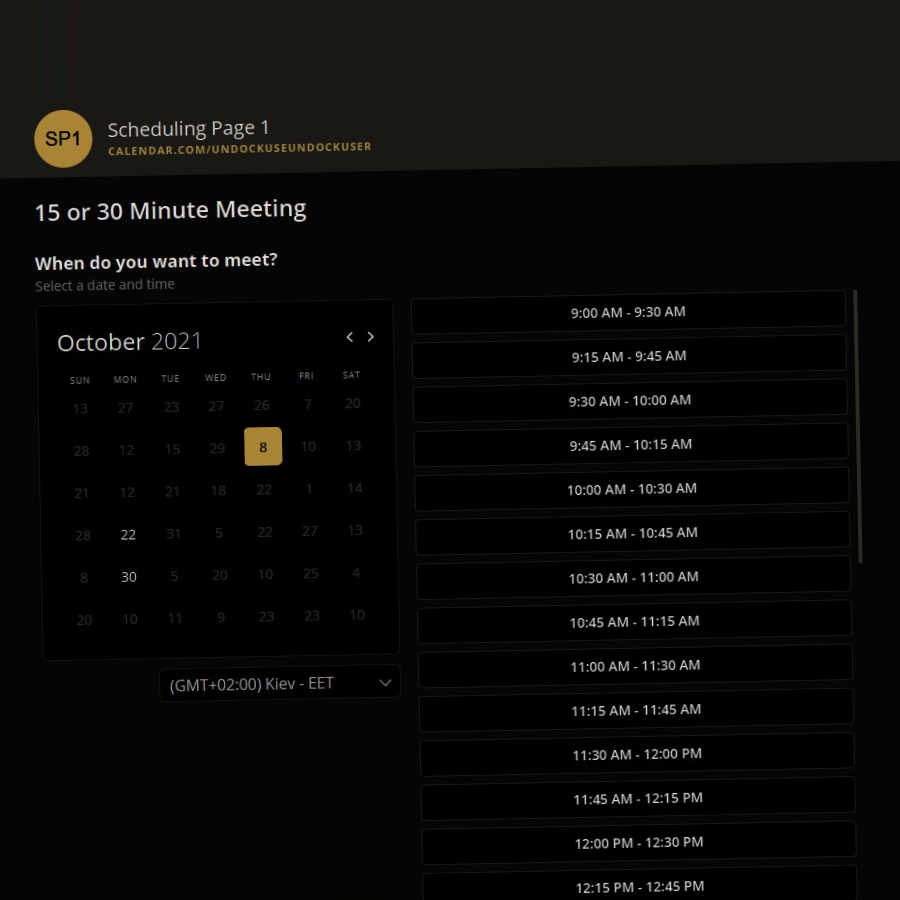 SP1
Scheduling Page 1
CALENDAR.COM/UNDOCKUSEUNDOCKUSER
15 or 30 Minute Meeting
When do you want to meet?
Select a date and time
October 2021
SUN MON TUE WED THU FRI SAT
13 27 23 27 26 7 20
28 12 15 29 8 10 13
21 12 21 18 22 1 14
28 22 31 5 22 27 13
8 30 5 20 10 25 4
20 10 11 9 23 23 10
(GMT+02:00) Kiev - EET
9:00 AM - 9:30 AM
9:15 AM - 9:45 AM
9:30 AM - 10:00 AM
9:45 AM - 10:15 AM
10:00 AM - 10:30 AM
10:15 AM - 10:45 AM
10:30 AM - 11:00 AM
10:45 AM - 11:15 AM
11:00 AM - 11:30 AM
11:15 AM - 11:45 AM
11:30 AM - 12:00 PM
11:45 AM - 12:15 PM
12:00 PM - 12:30 PM
12:15 PM - 12:45 PM